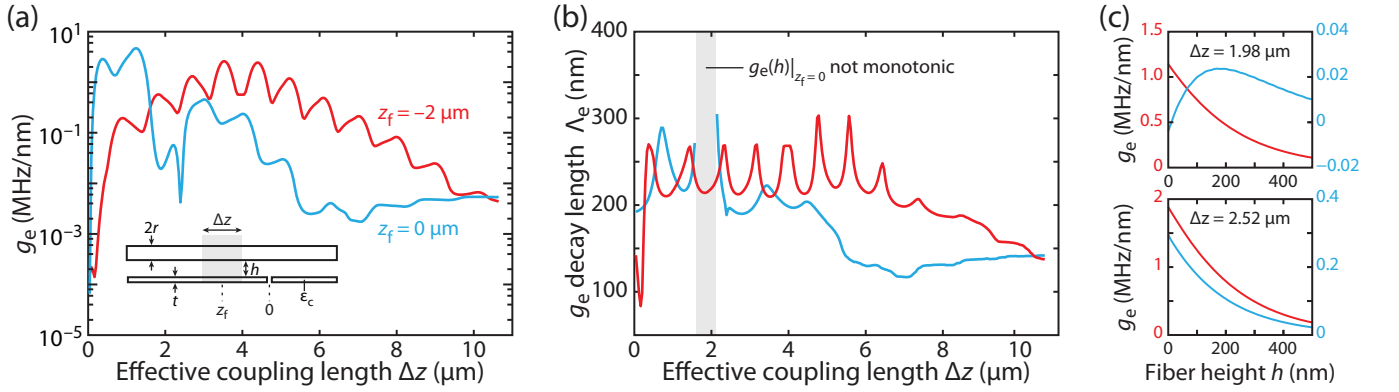 (a)
g_e (MHz/nm)
10^1
10^-1
10^-3
10^-5
z_f = −2 μm
z_f = 0 μm
Δz
2r
h
t
z_f
0
ε_c
0
2
4
6
8
10
Effective coupling length Δz (μm)
(b)
g_e decay length Λ_e (nm)
400
300
200
100
g_e(h)|_{z_f=0} not monotonic
0
2
4
6
8
10
Effective coupling length Δz (μm)
(c)
g_e (MHz/nm)
1.5
1.0
0.5
0
Δz = 1.98 μm
0.04
0.02
0
−0.02
0
200
400
g_e (MHz/nm)
2
1
0
Δz = 2.52 μm
0.4
0.2
0
0
200
400
Fiber height h (nm)